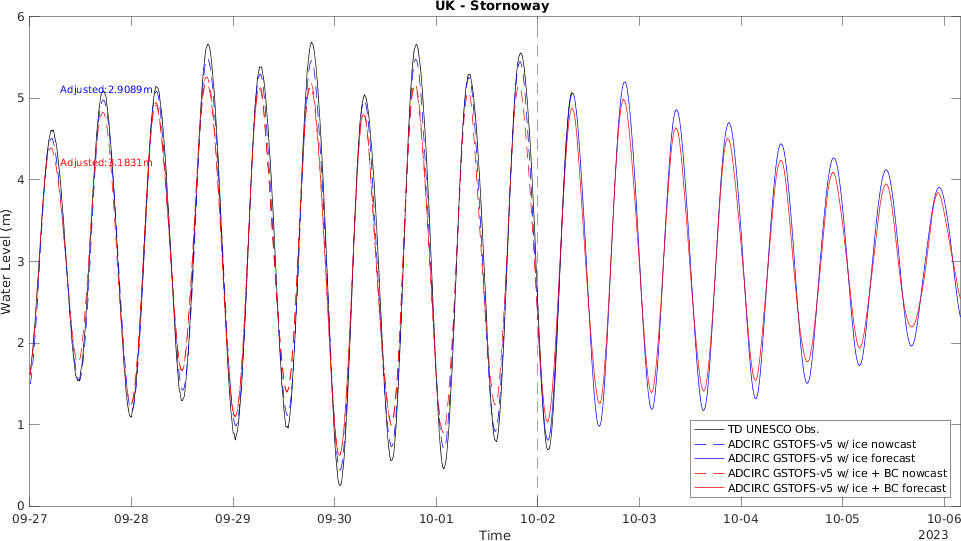 UK - Stornoway
6
5
4
3
2
1
0
Water Level (m)
Adjusted:2.9089m
Adjusted:3.1831m
TD UNESCO Obs.
ADCIRC GSTOFS-v5 w/ ice nowcast
ADCIRC GSTOFS-v5 w/ ice forecast
ADCIRC GSTOFS-v5 w/ ice + BC nowcast
ADCIRC GSTOFS-v5 w/ ice + BC forecast
09-27 09-28 09-29 09-30 10-01 10-02 10-03 10-04 10-05 10-06
Time
2023